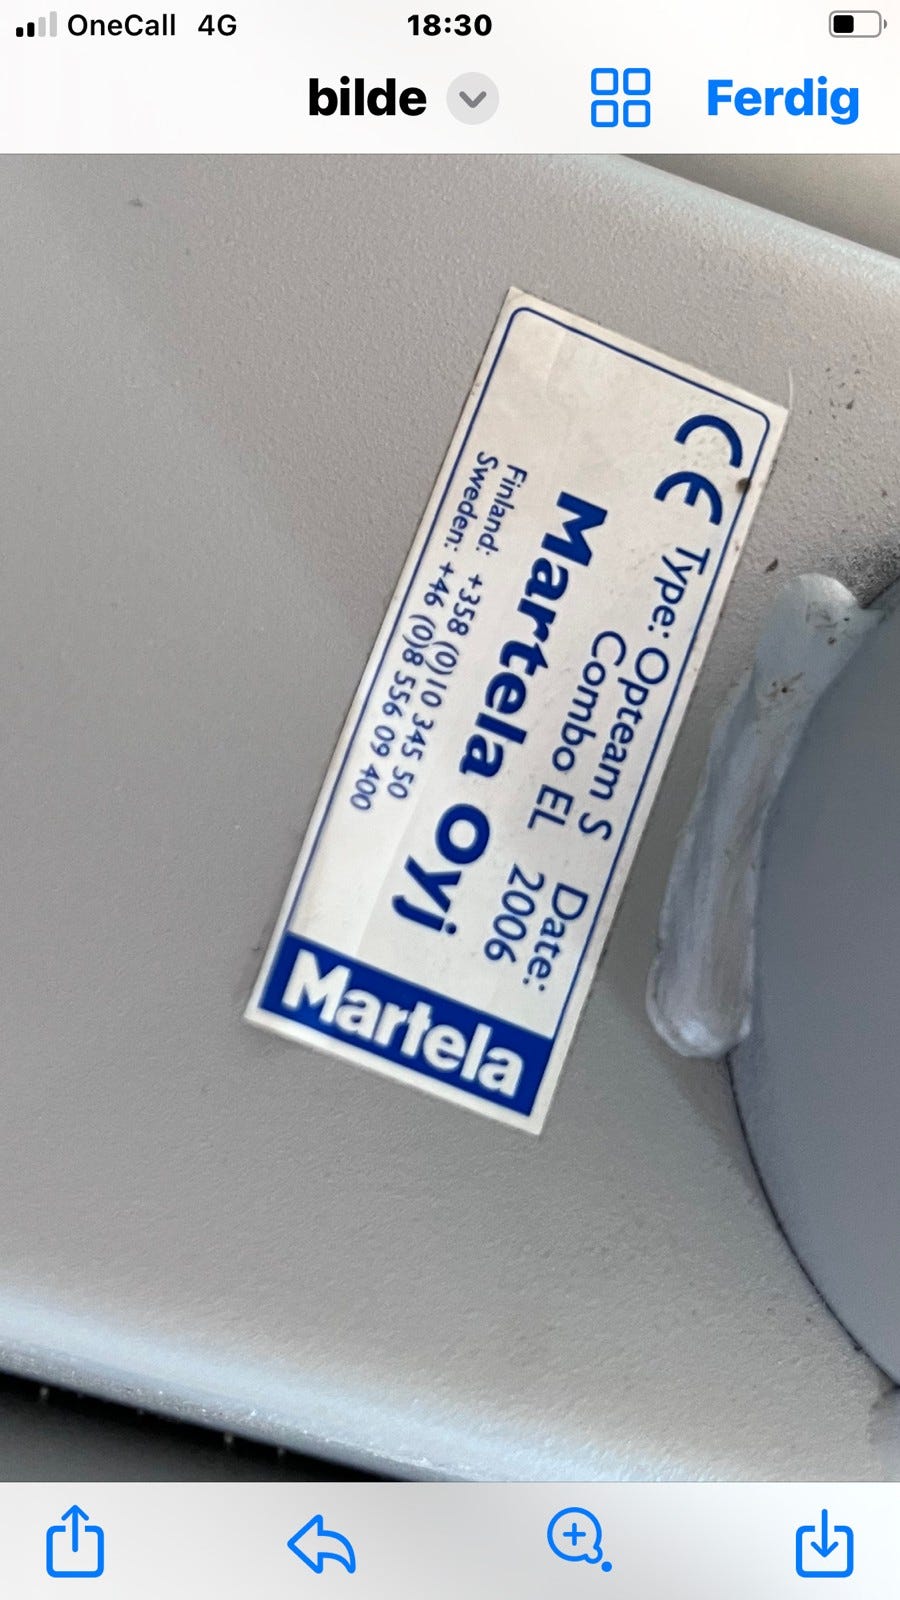 OneCall 4G 18:30
bilde Ferdig
CE Type: Opteam S Date:
Combo EL 2006
Martela Oyj
Finland: +358 (0)10 345 50
Sweden: +46 (0)8 556 09 400
Martela